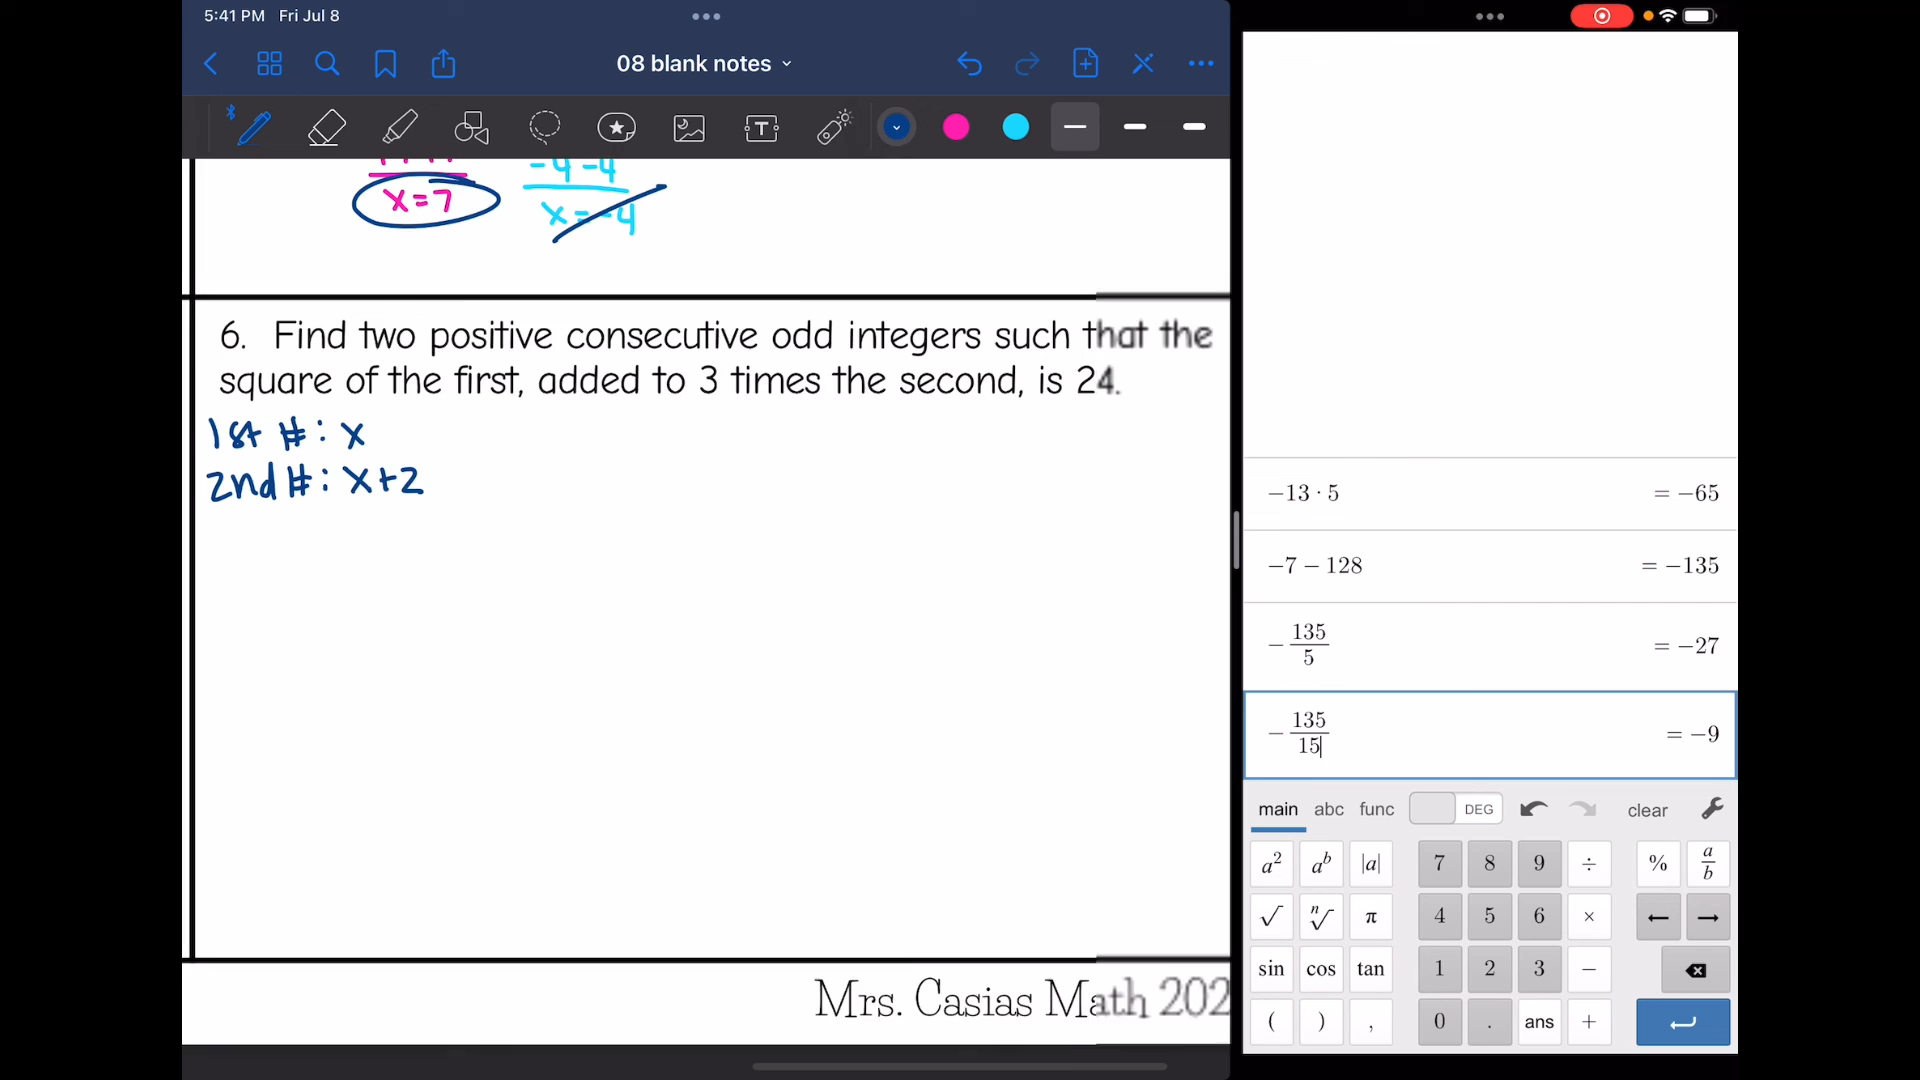 5:41 PM Fri Jul 8
08 blank notes
-4 -4
x=7
x=-4
6. Find two positive consecutive odd integers such that the
square of the first, added to 3 times the second, is 24.
1st #: x
2nd #: x+2
Mrs. Casias Math 202
−13 · 5 = −65
−7 − 128 = −135
− 135/5 = −27
− 135/15 = −9
main abc func DEG clear
a² aᵇ |a| 7 8 9 ÷ % a/b
√ ⁿ√ π 4 5 6 × ← →
sin cos tan 1 2 3 −
( ) , 0 . ans +